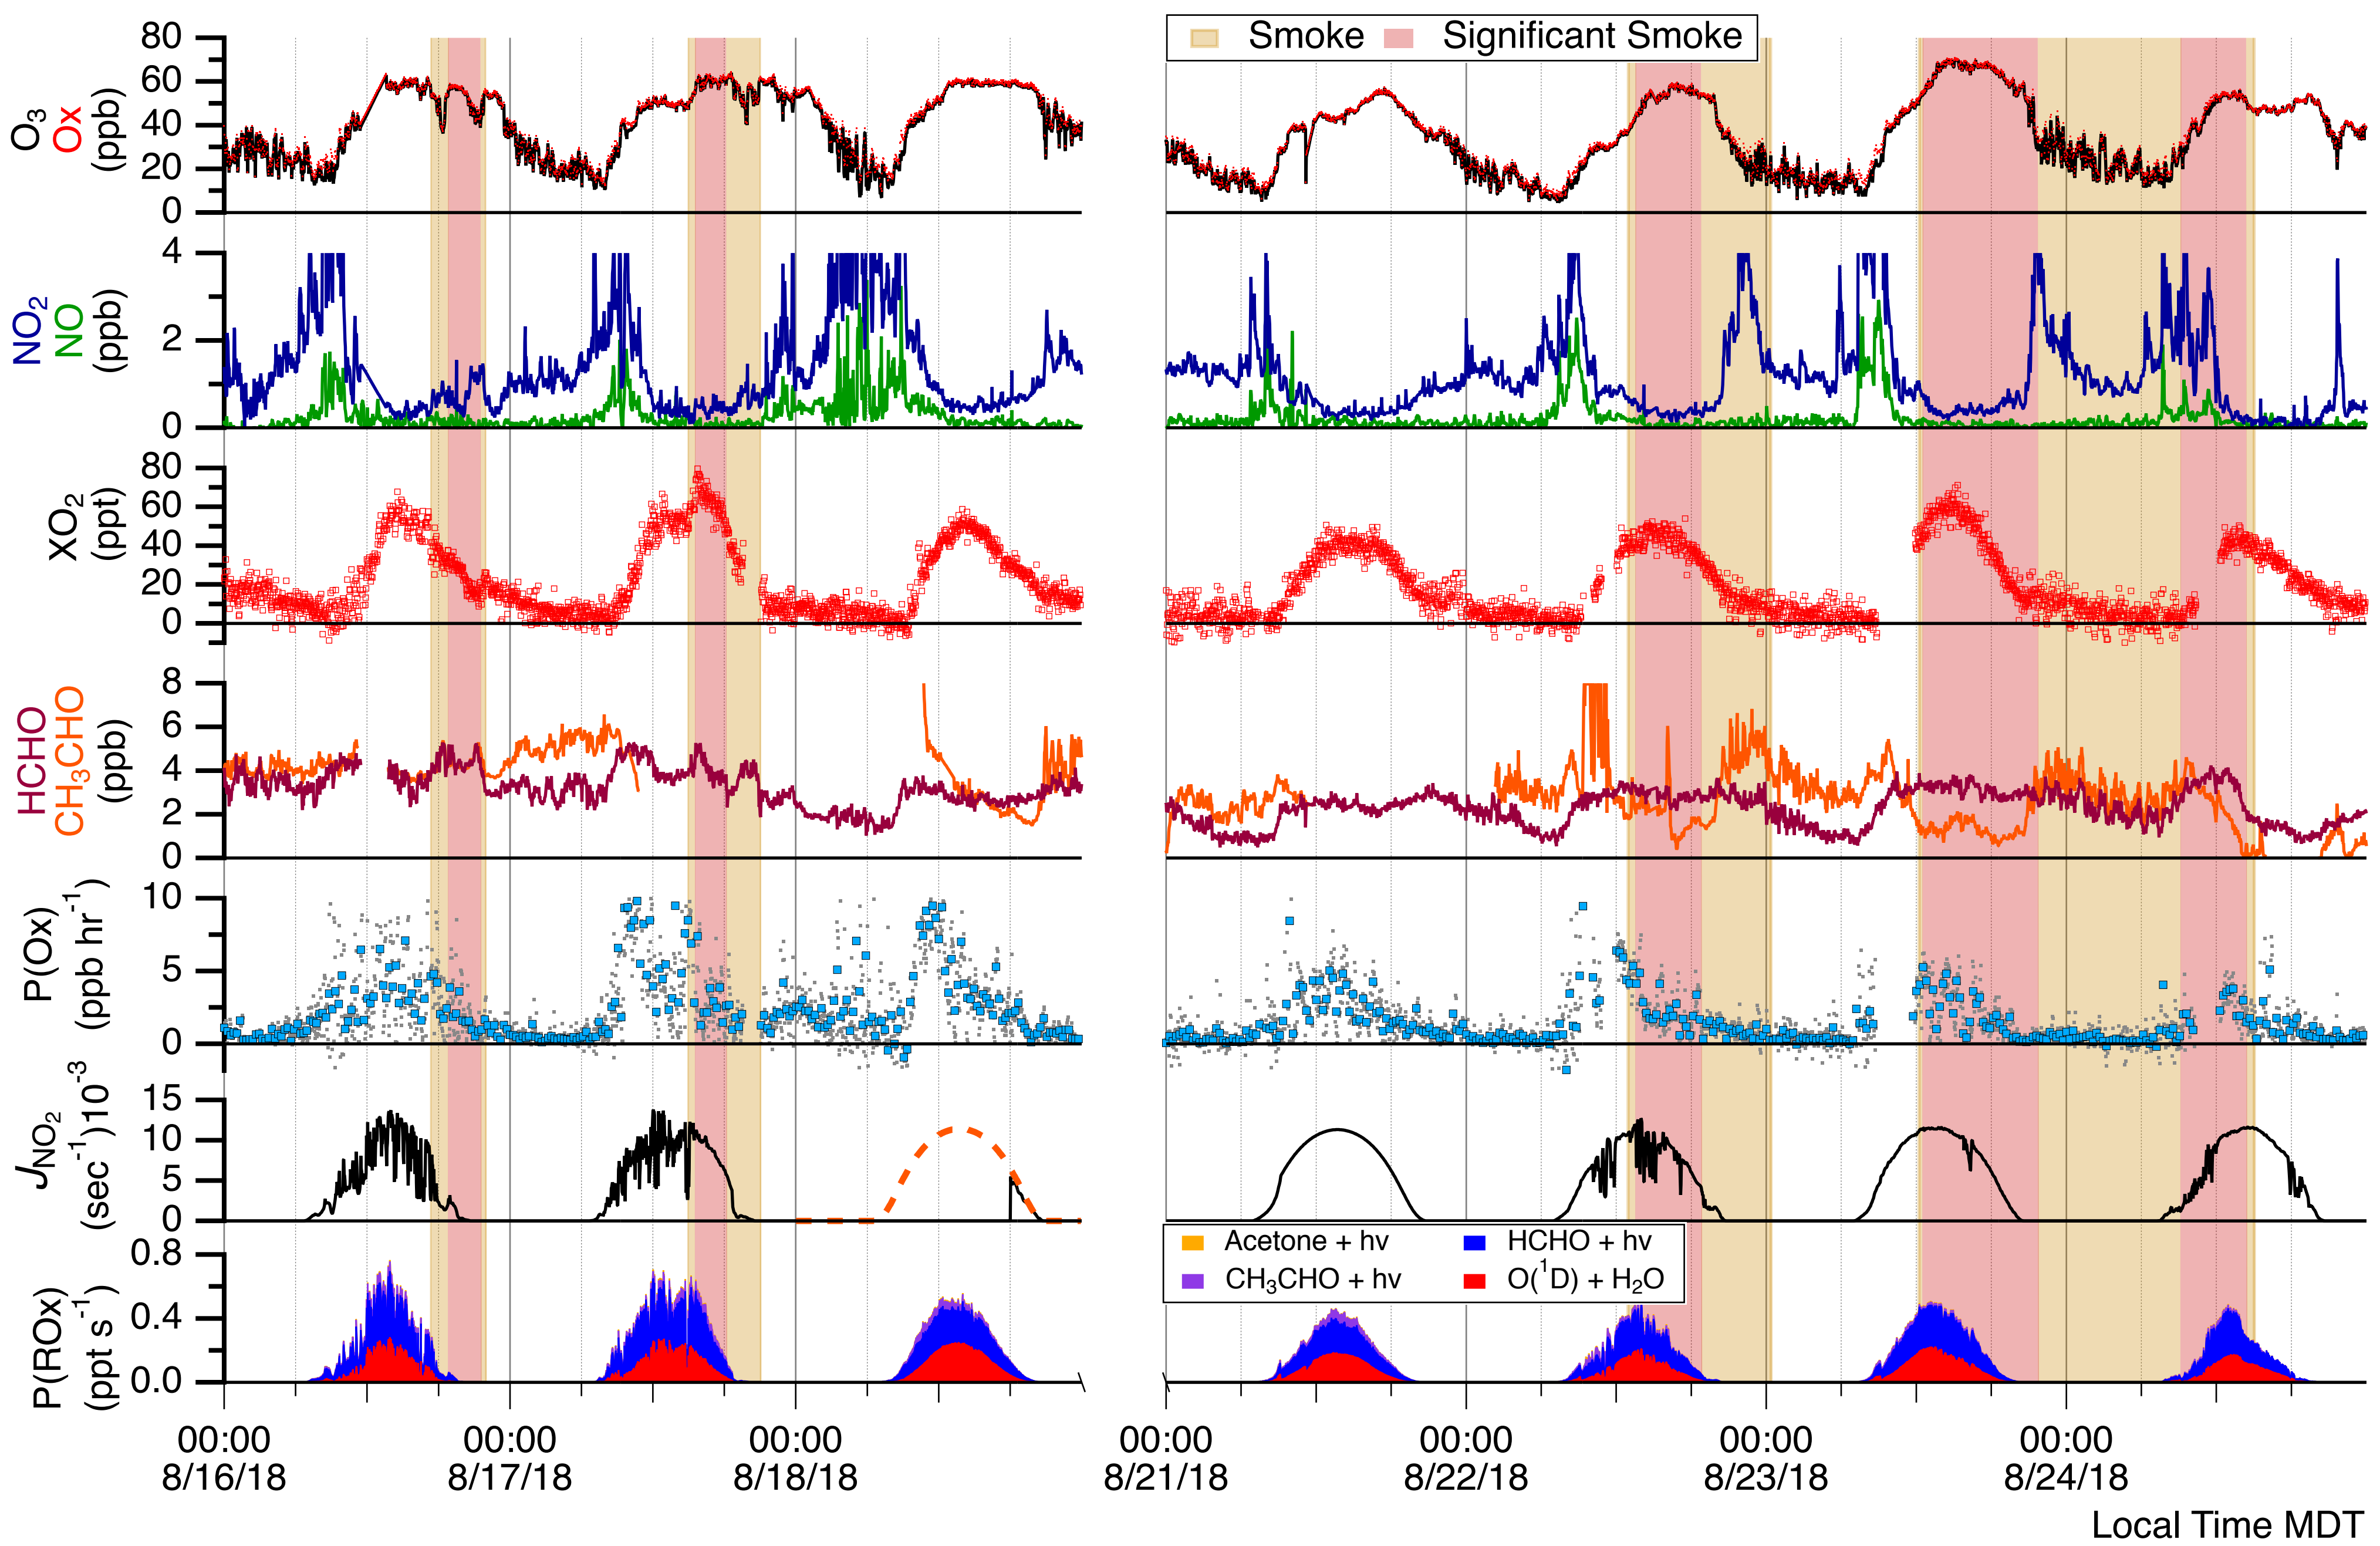 Smoke Significant Smoke
O3
Ox
(ppb)
80
60
40
20
0
NO2
NO
(ppb)
4
2
0
XO2
(ppt)
80
60
40
20
0
HCHO
CH3CHO
(ppb)
8
6
4
2
0
P(Ox)
(ppb hr-1)
10
5
0
JNO2
(sec-1)10-3
15
10
5
0
Acetone + hv HCHO + hv
CH3CHO + hv O(1D) + H2O
P(ROx)
(ppt s-1)
0.8
0.4
0.0
00:00 00:00 00:00 00:00 00:00 00:00 00:00
8/16/18 8/17/18 8/18/18 8/21/18 8/22/18 8/23/18 8/24/18
Local Time MDT